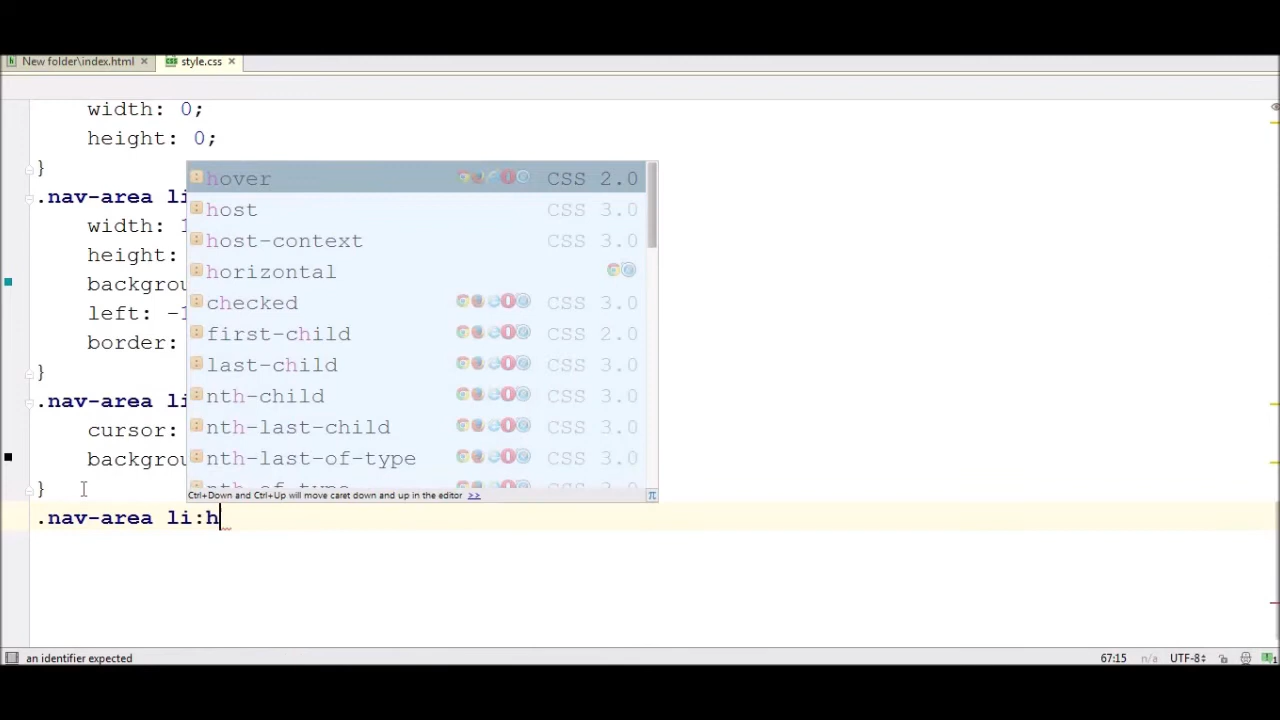 New folder\index.html
style.css
width: 0;
height: 0;
}
.nav-area li
width: 1
height:
backgrou
left: -1
border:
}
.nav-area li
cursor:
backgrou
}
.nav-area li:h
hover CSS 2.0
host CSS 3.0
host-context CSS 3.0
horizontal
checked CSS 3.0
first-child CSS 2.0
last-child CSS 3.0
nth-child CSS 3.0
nth-last-child CSS 3.0
nth-last-of-type CSS 3.0
nth-of-type CSS 3.0
Ctrl+Down and Ctrl+Up will move caret down and up in the editor >>
π
an identifier expected
67:15 n/a UTF-8